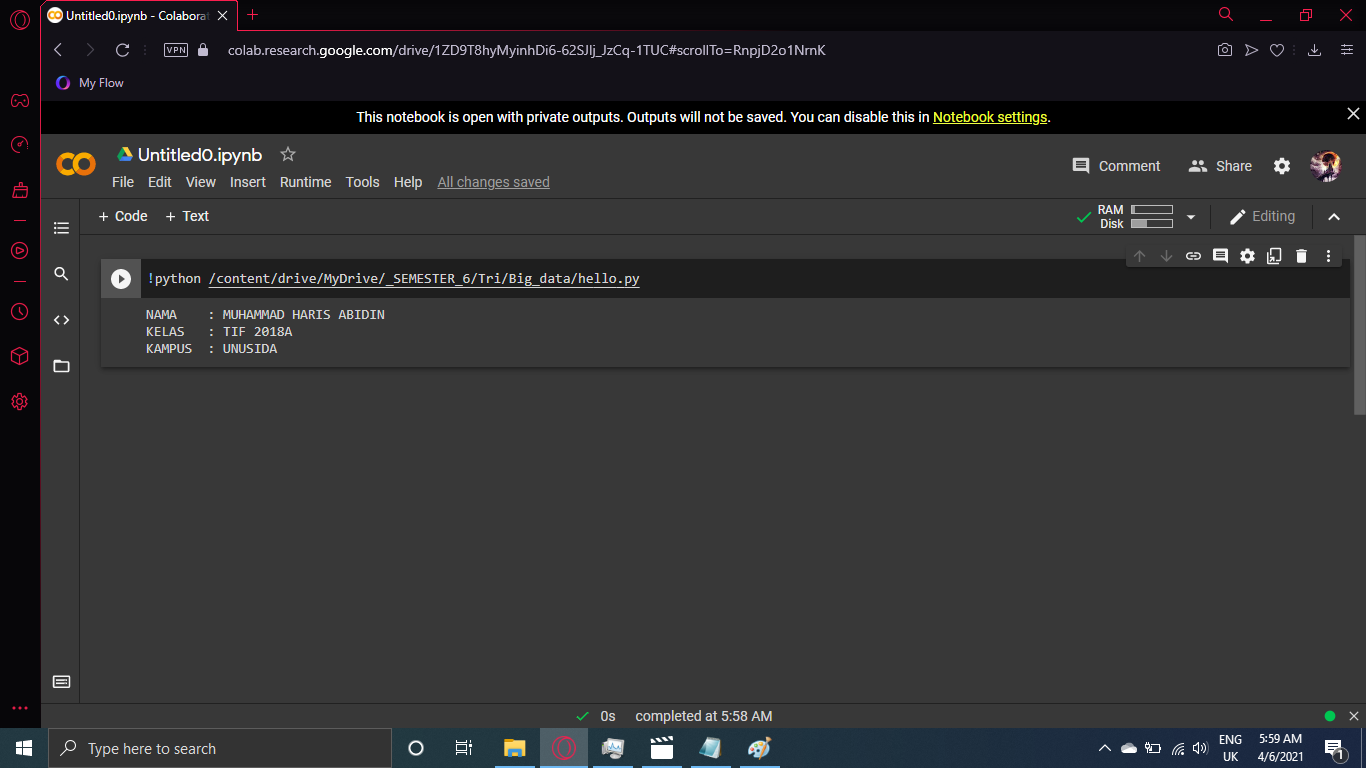 Untitled0.ipynb - Colaborat
VPN
colab.research.google.com/drive/1ZD9T8hyMyinhDi6-62SJlj_JzCq-1TUC#scrollTo=RnpjD2o1NrnK
My Flow
This notebook is open with private outputs. Outputs will not be saved. You can disable this in Notebook settings.
Untitled0.ipynb
Comment Share
File Edit View Insert Runtime Tools Help All changes saved
+ Code + Text
RAM
Disk
Editing
!python /content/drive/MyDrive/_SEMESTER_6/Tri/Big_data/hello.py
NAMA : MUHAMMAD HARIS ABIDIN
KELAS : TIF 2018A
KAMPUS : UNUSIDA
0s completed at 5:58 AM
Type here to search
ENG
UK
5:59 AM
4/6/2021
1